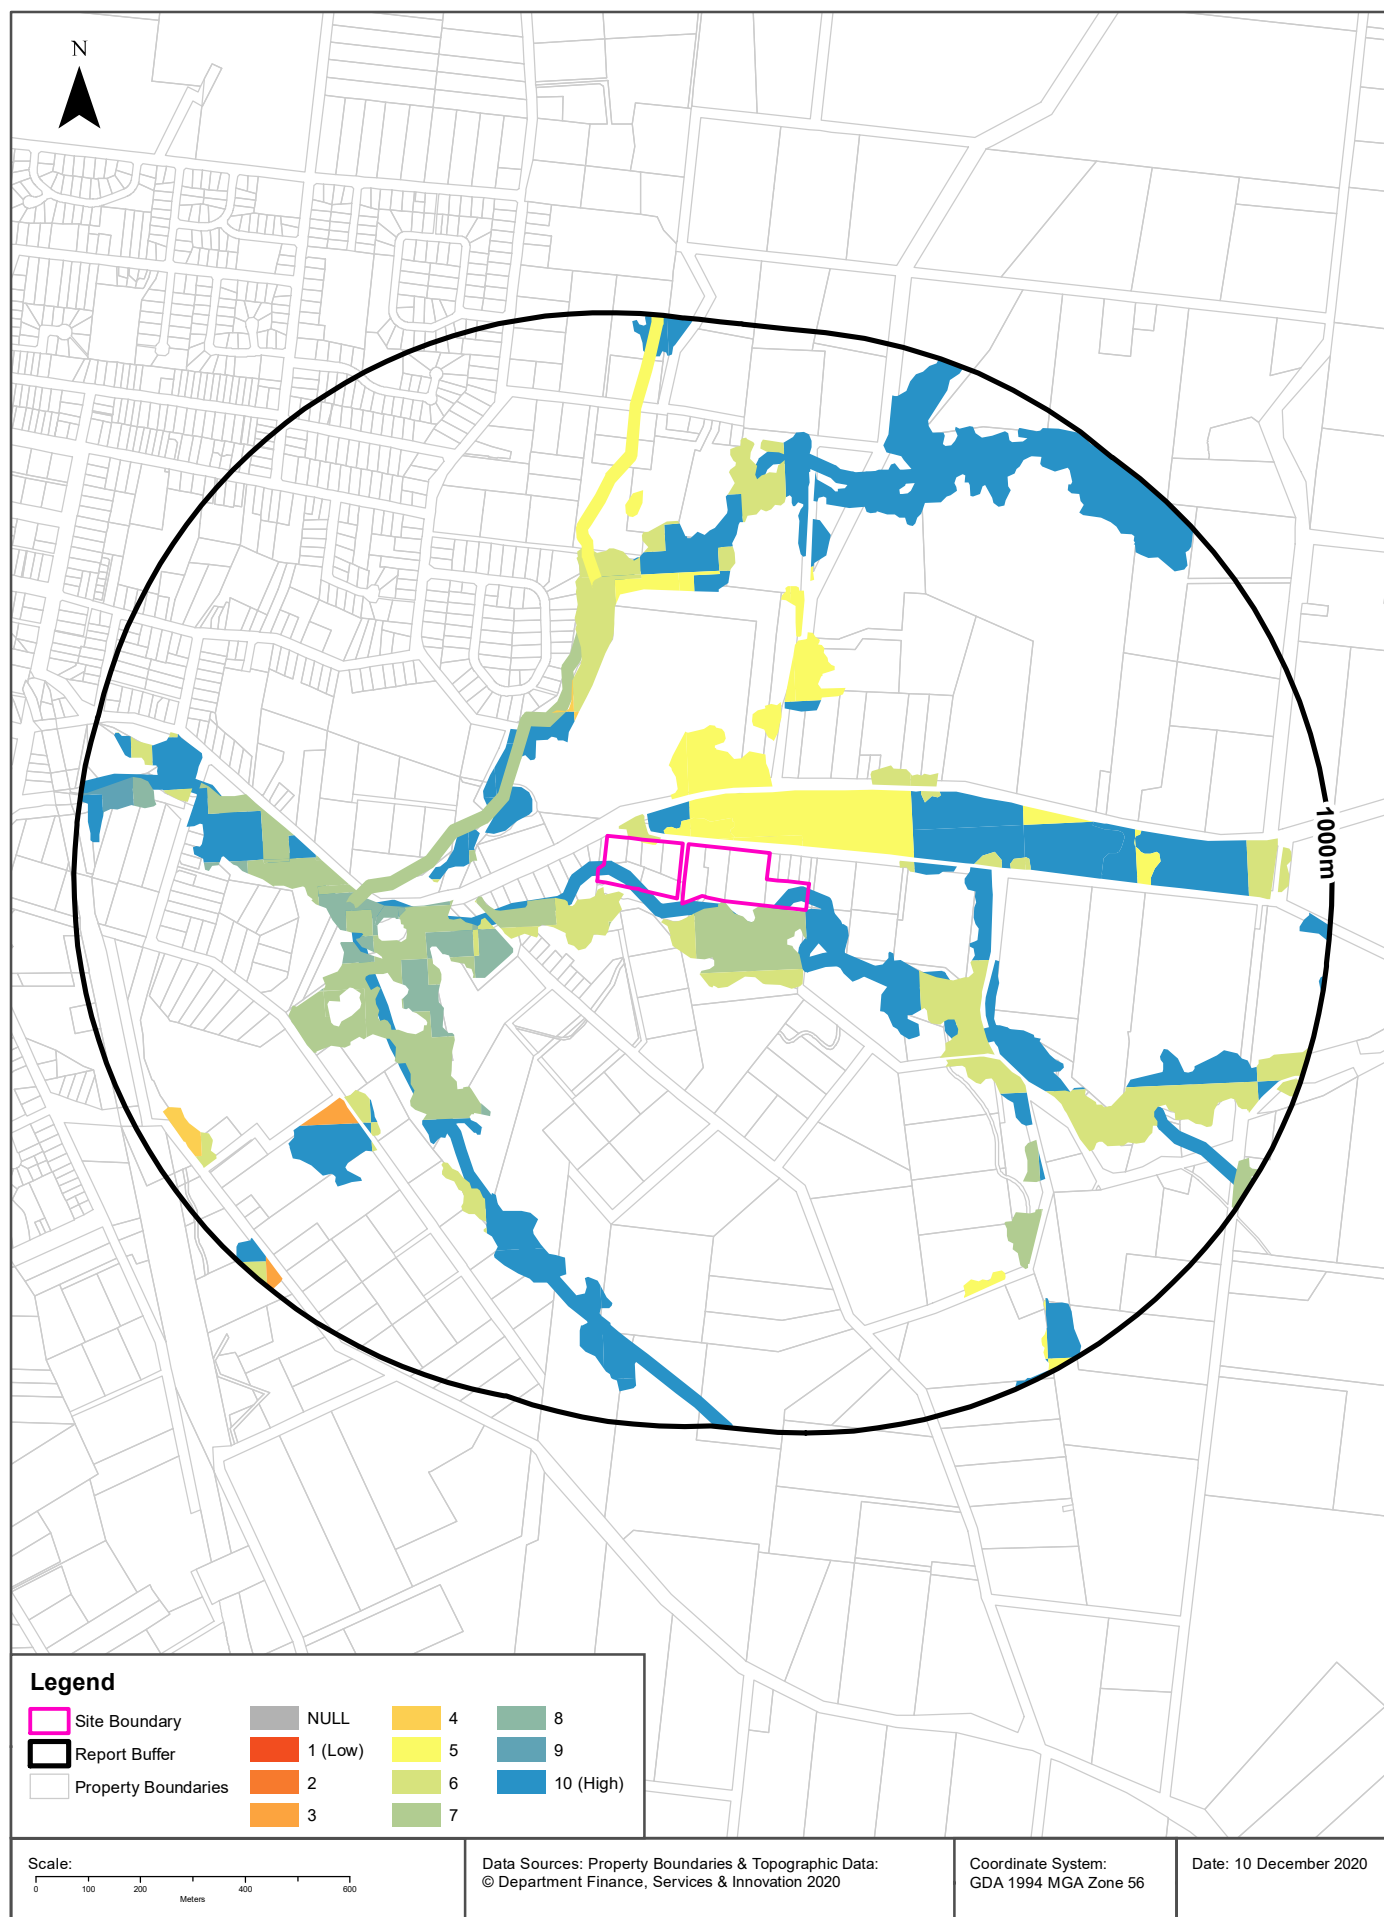 N
1000m
Legend
Site Boundary
Report Buffer
Property Boundaries
NULL
1 (Low)
2
3
4
5
6
7
8
9
10 (High)
Scale:
0 100 200 400 600
Meters
Data Sources: Property Boundaries & Topographic Data:
© Department Finance, Services & Innovation 2020
Coordinate System:
GDA 1994 MGA Zone 56
Date: 10 December 2020